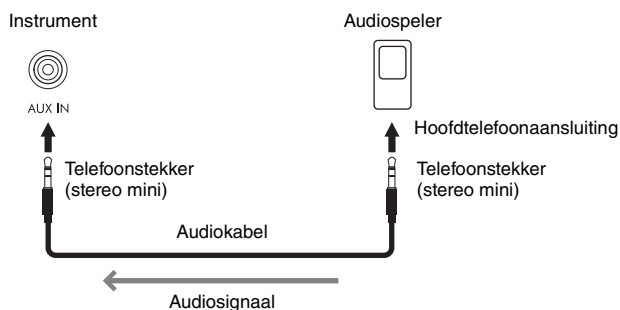 Instrument
Audiospeler
AUX IN
Hoofdtelefoonaansluiting
Telefoonstekker
(stereo mini)
Telefoonstekker
(stereo mini)
Audiokabel
Audiosignaal